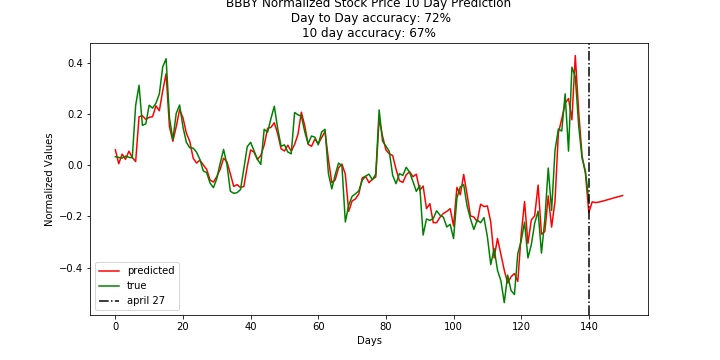 BBBY Normalized Stock Price 10 Day Prediction
Day to Day accuracy: 72%
10 day accuracy: 67%
Normalized Values
0.4
0.2
0.0
−0.2
−0.4
predicted
true
april 27
0 20 40 60 80 100 120 140
Days